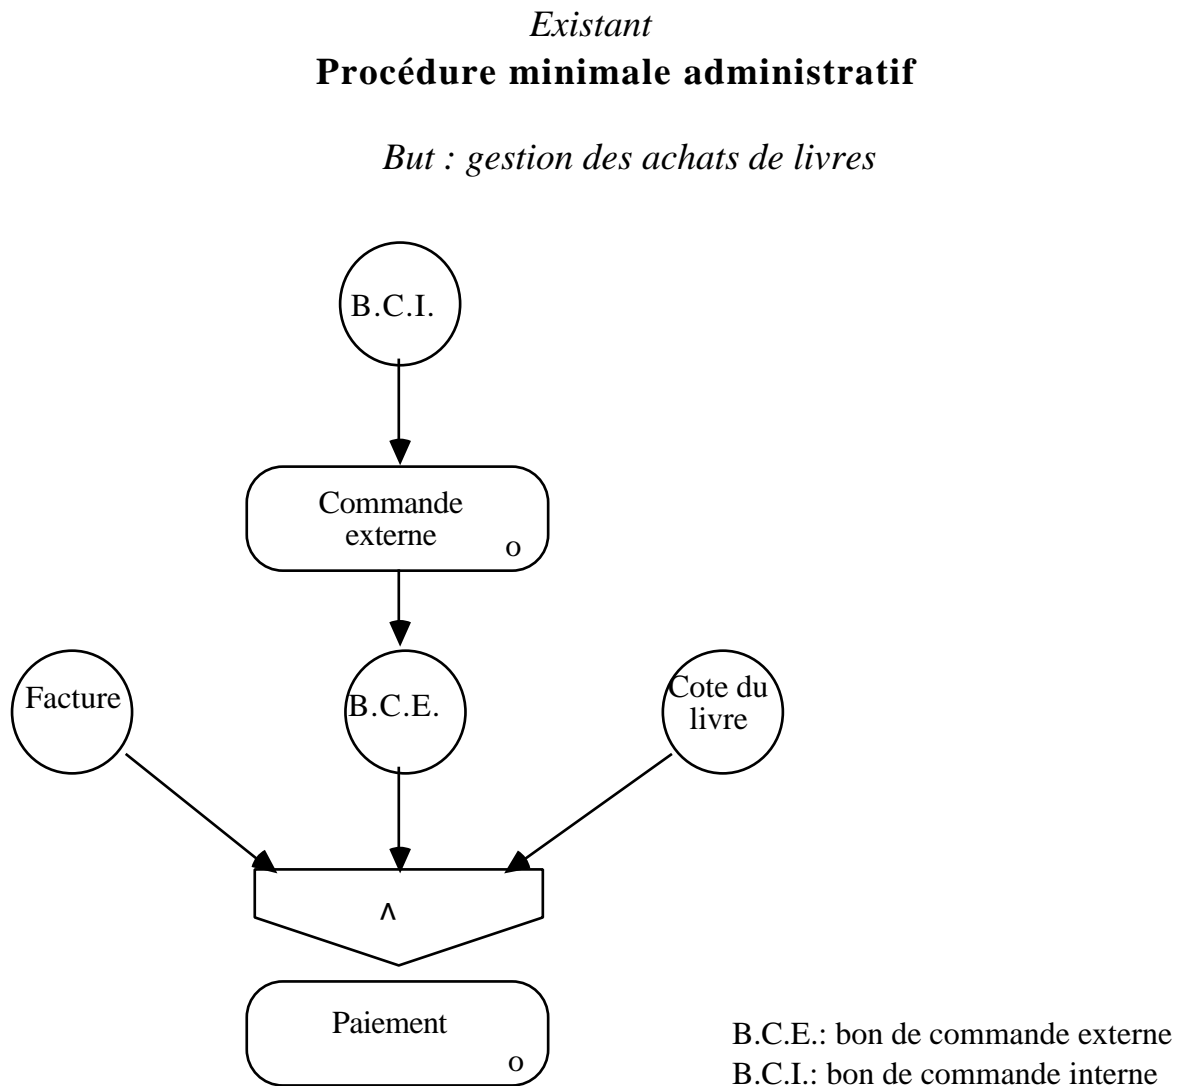 Existant
Procédure minimale administratif
But : gestion des achats de livres
B.C.I.
Commande
externe
o
Facture
B.C.E.
Cote du
livre
^
Paiement
o
B.C.E.: bon de commande externe
B.C.I.: bon de commande interne